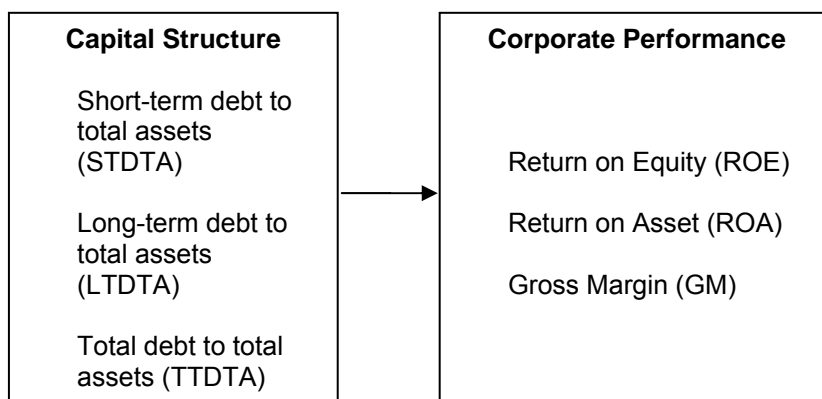 Capital Structure
Short-term debt to
total assets
(STDTA)
Long-term debt to
total assets
(LTDTA)
Total debt to total
assets (TTDTA)
Corporate Performance
Return on Equity (ROE)
Return on Asset (ROA)
Gross Margin (GM)